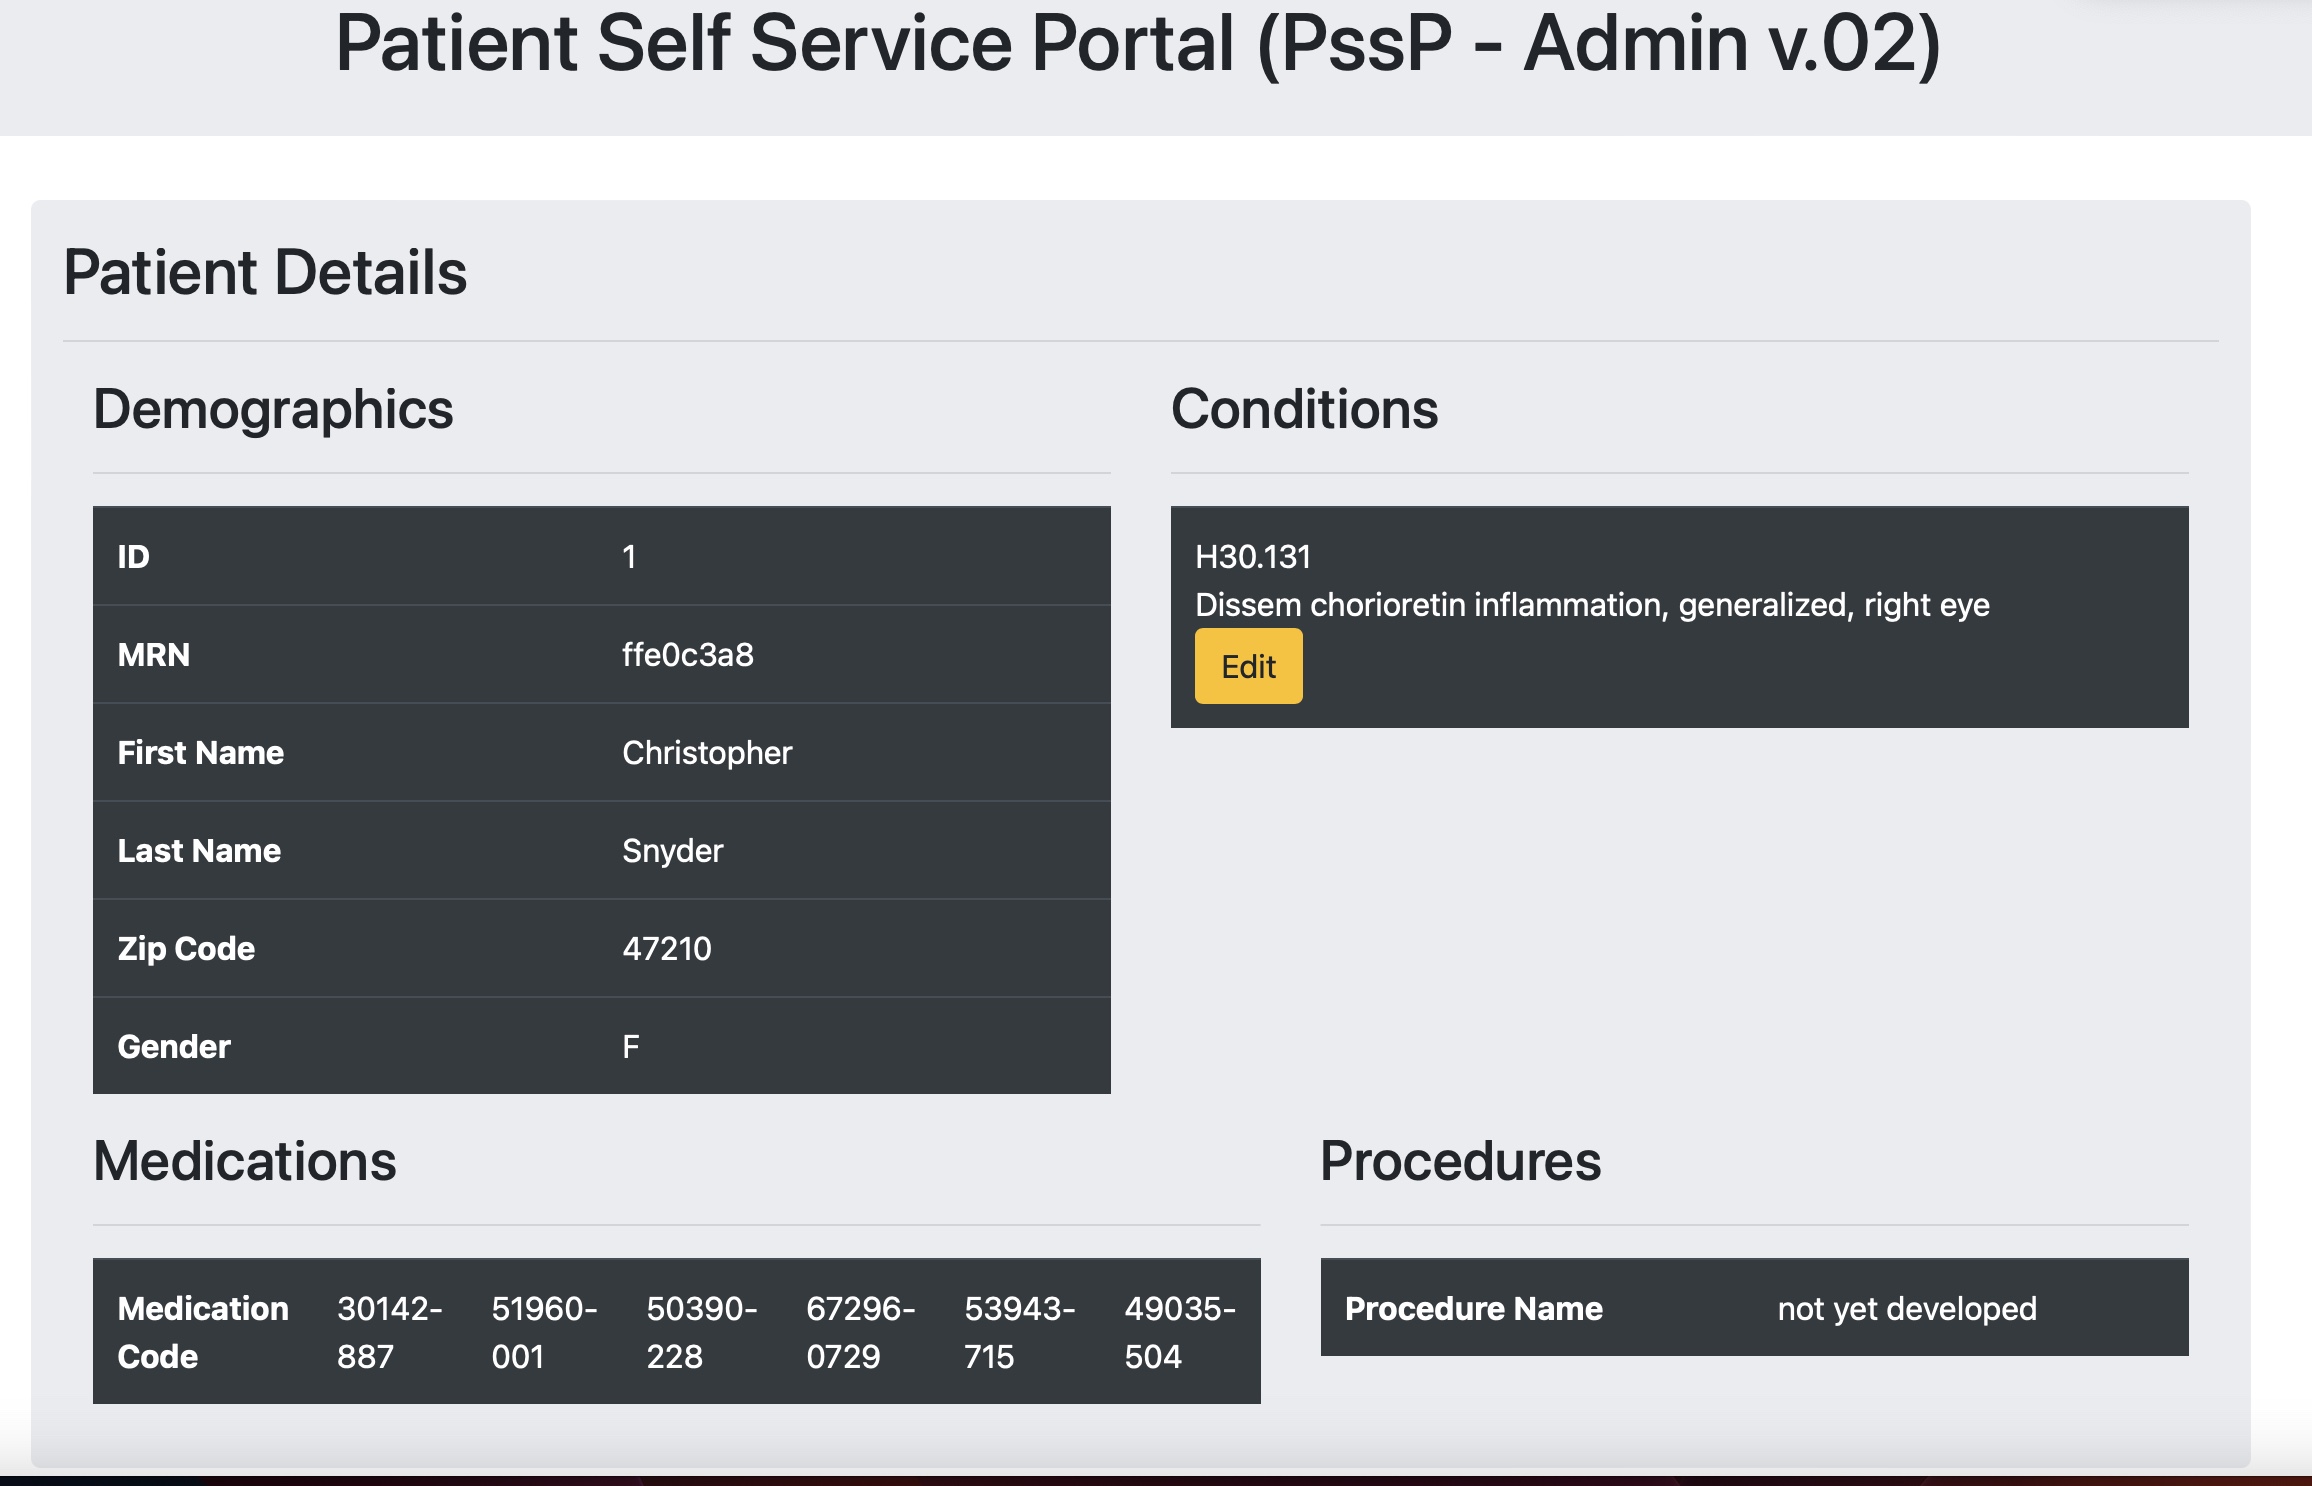 Patient Self Service Portal (PssP - Admin v.02)
Patient Details
Demographics
ID 1
MRN ffe0c3a8
First Name Christopher
Last Name Snyder
Zip Code 47210
Gender F
Conditions
H30.131
Dissem chorioretin inflammation, generalized, right eye
Edit
Medications
Medication 30142- 51960- 50390- 67296- 53943- 49035-
Code 887 001 228 0729 715 504
Procedures
Procedure Name not yet developed